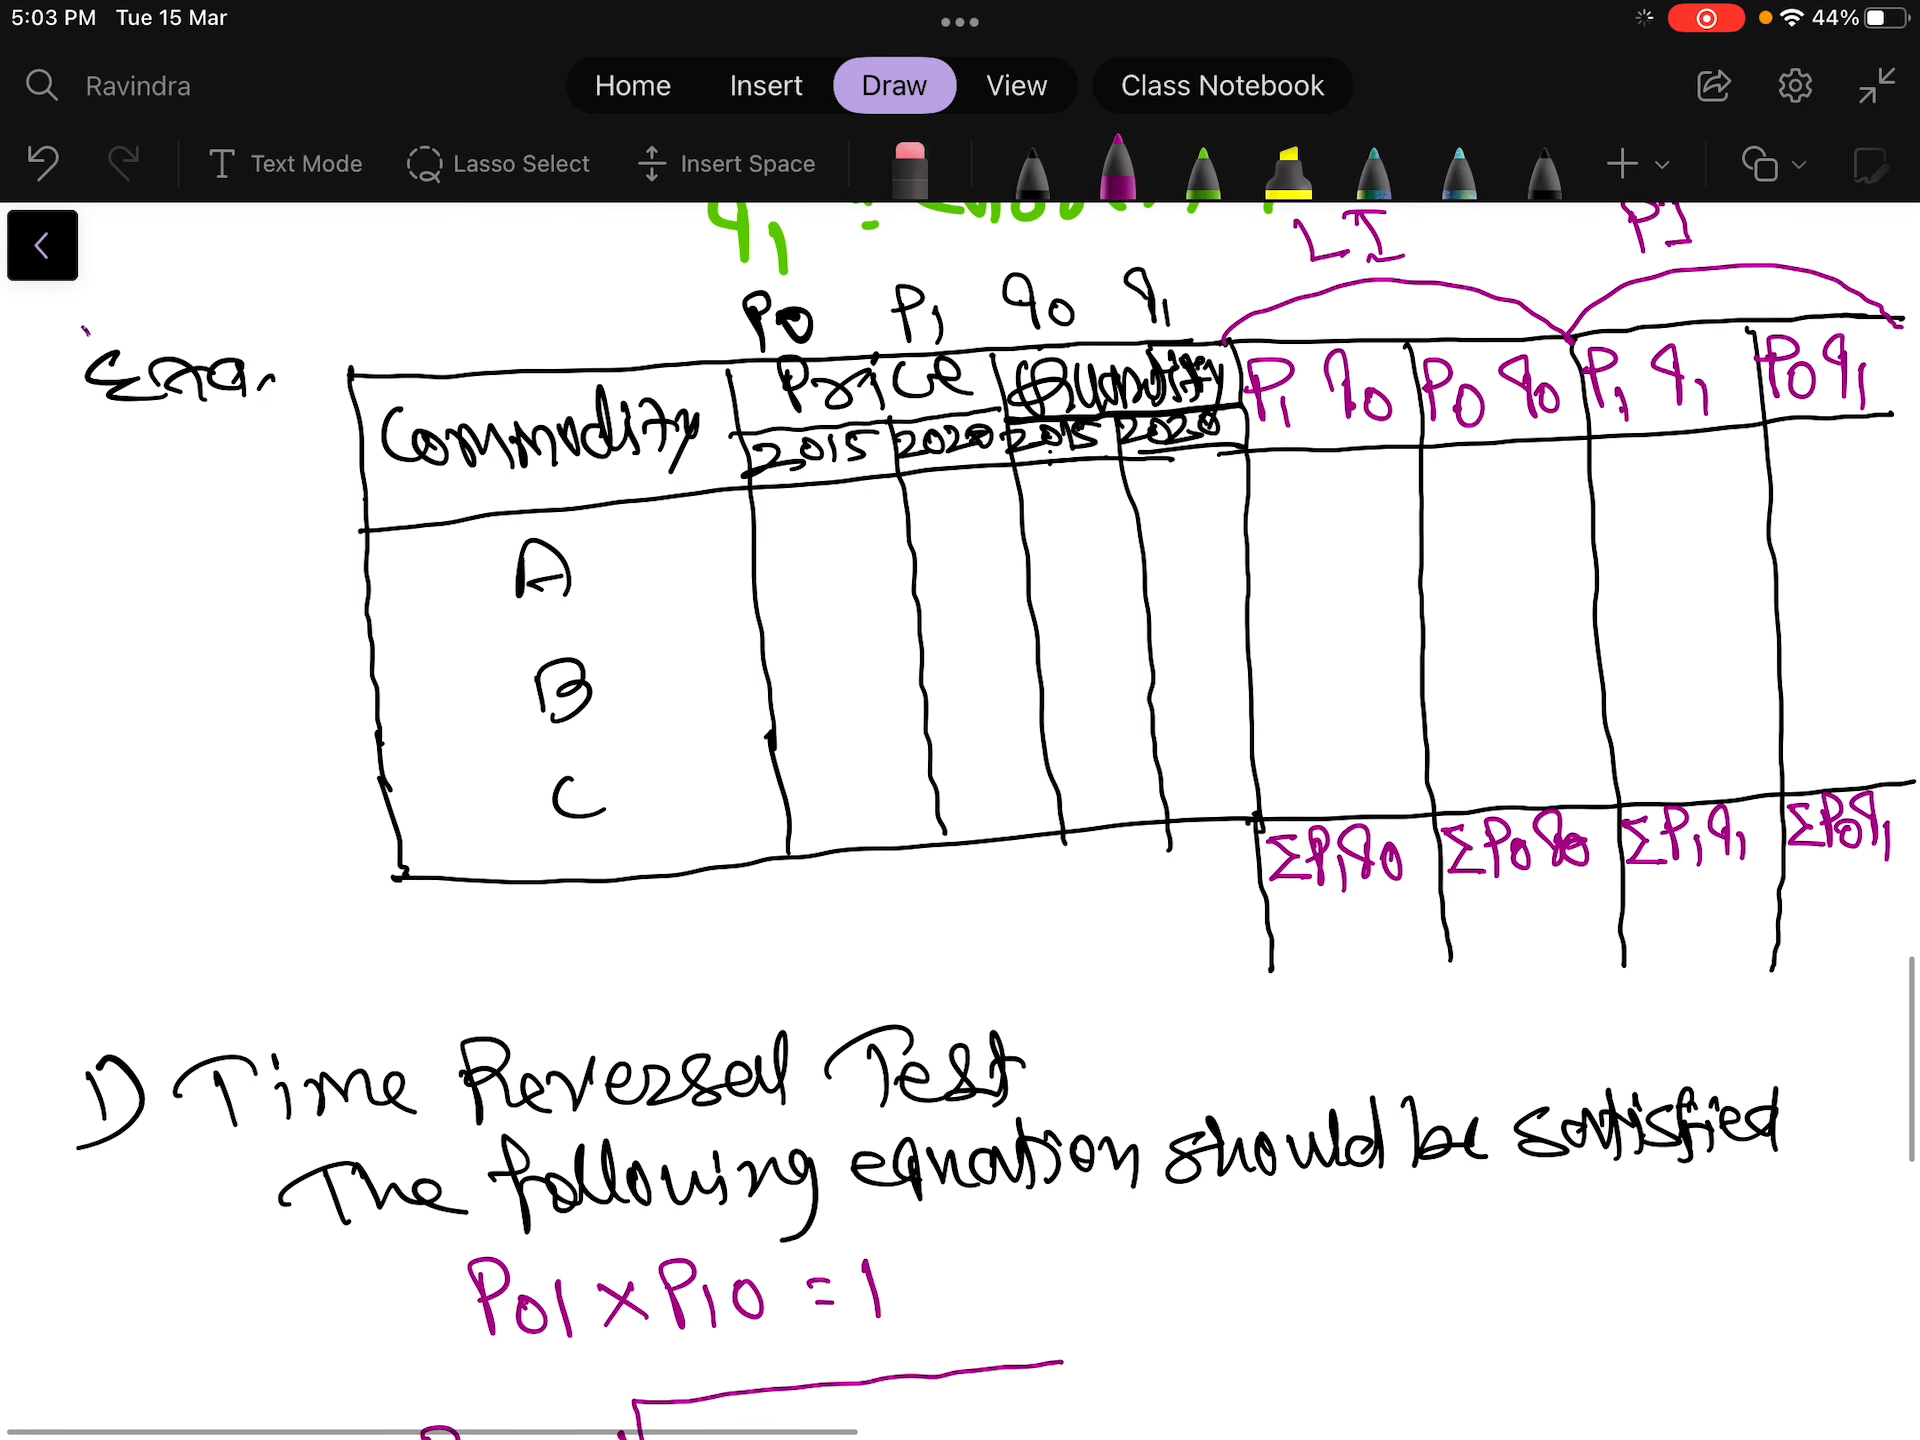 5:03 PM Tue 15 Mar
44%
Ravindra
Home Insert Draw View Class Notebook
Text Mode Lasso Select Insert Space
q1 =
LI PI
P0 P1 q0 q1
Exa.
Commodity Price Quantity P1 q0 P0 q0 P1 q1 P0 q1
2015 2020 2015 2020
A
B
C
ΣP1q0 ΣP0q0 ΣP1q1 ΣP0q1
1) Time Reversal Test
The following equation should be satisfied
P01 × P10 = 1